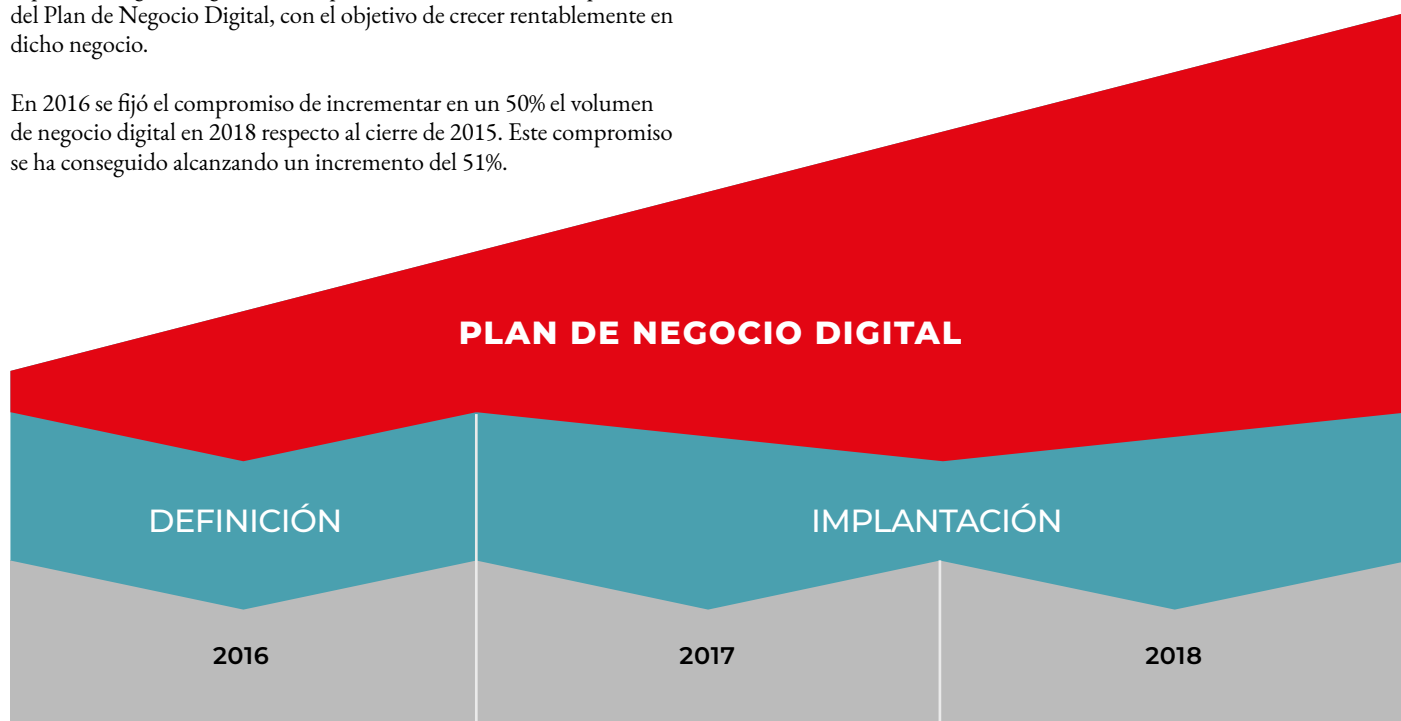 del Plan de Negocio Digital, con el objetivo de crecer rentablemente en
dicho negocio.
En 2016 se fijó el compromiso de incrementar en un 50% el volumen
de negocio digital en 2018 respecto al cierre de 2015. Este compromiso
se ha conseguido alcanzando un incremento del 51%.
PLAN DE NEGOCIO DIGITAL
DEFINICIÓN
IMPLANTACIÓN
2016
2017
2018